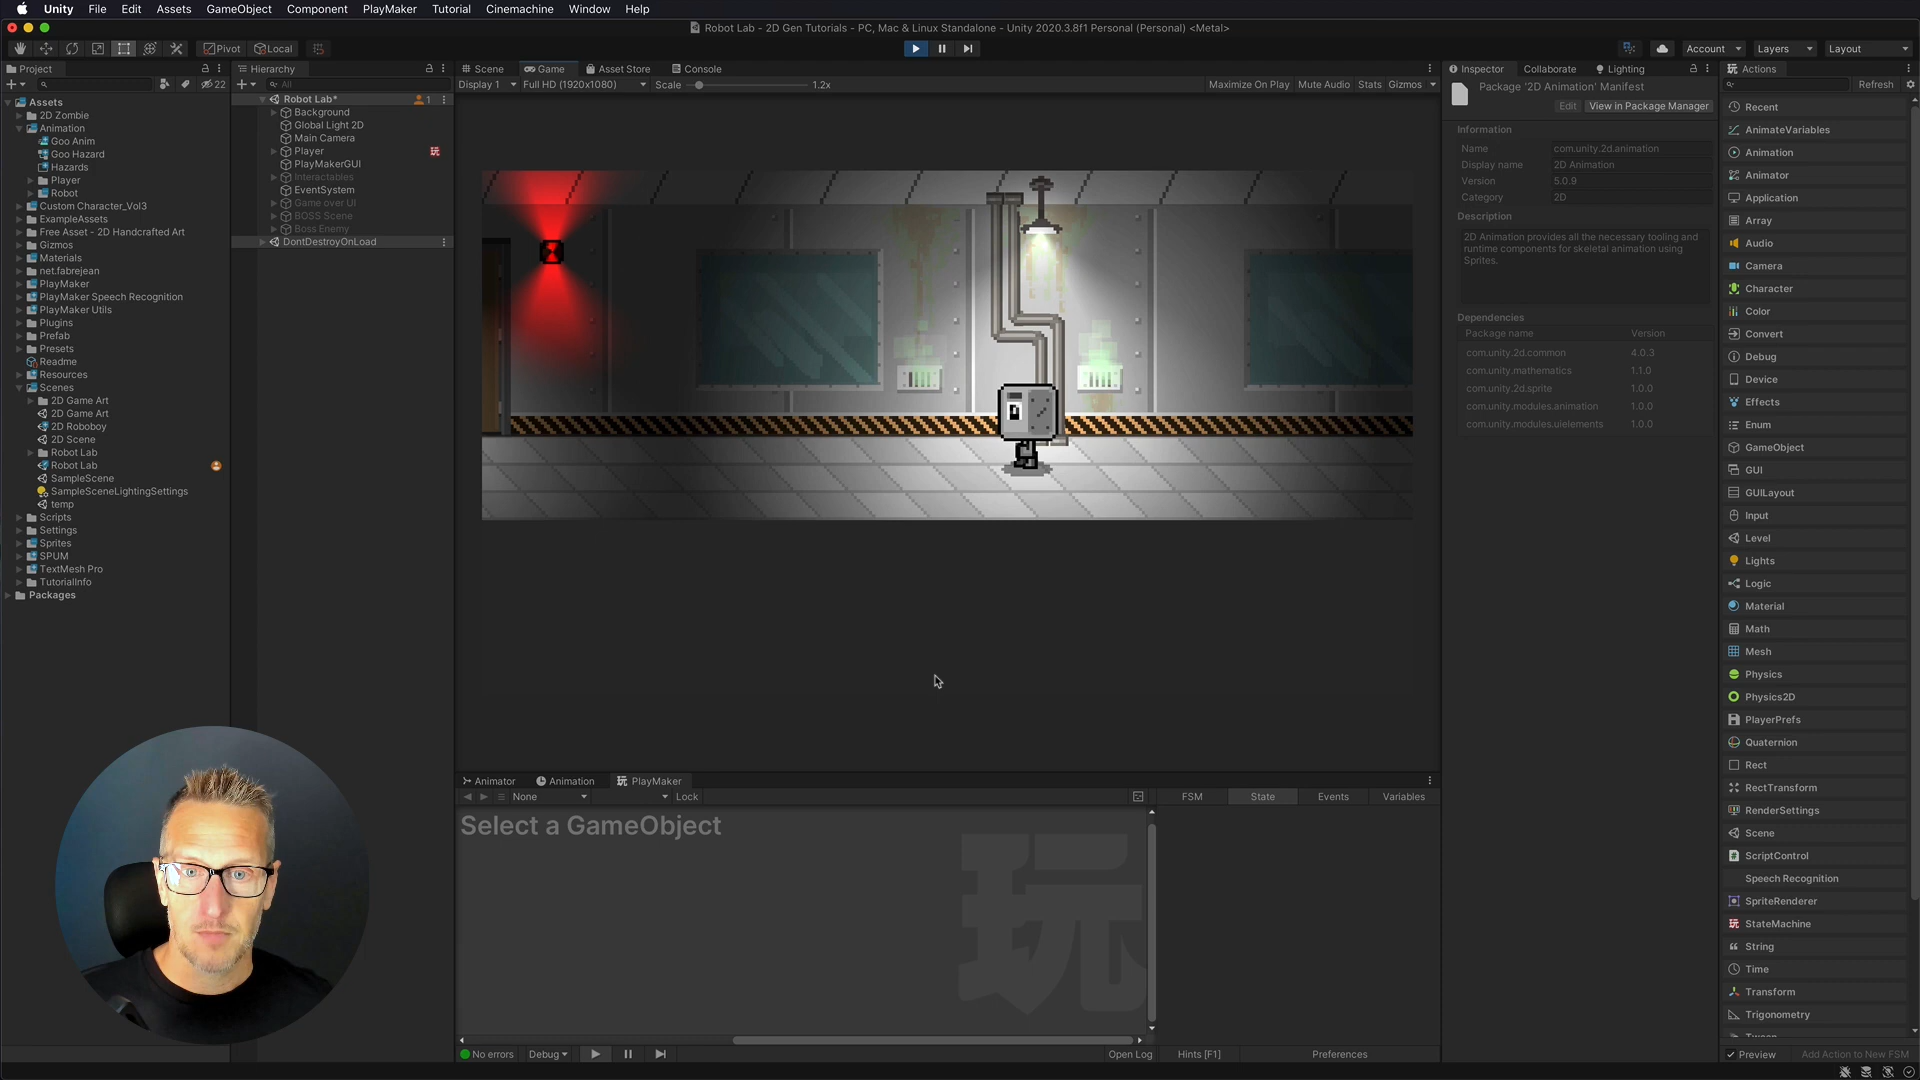 Unity File Edit Assets GameObject Component PlayMaker Tutorial Cinemachine Window Help
Robot Lab - 2D Gen Tutorials - PC, Mac & Linux Standalone - Unity 2020.3.8f1 Personal (Personal) <Metal>
Pivot Local Account Layers Layout
Project
22
Assets
2D Zombie
Animation
Goo Anim
Goo Hazard
Hazards
Player
Robot
Custom Character_Vol3
ExampleAssets
Free Asset - 2D Handcrafted Art
Gizmos
Materials
net.fabrejean
PlayMaker
PlayMaker Speech Recognition
PlayMaker Utils
Plugins
Prefab
Presets
Readme
Resources
Scenes
2D Game Art
2D Game Art
2D Roboboy
2D Scene
Robot Lab
Robot Lab
SampleScene
SampleSceneLightingSettings
temp
Scripts
Settings
Sprites
SPUM
TextMesh Pro
TutorialInfo
Packages
Hierarchy
All
Robot Lab* 1
Background
Global Light 2D
Main Camera
Player
PlayMakerGUI
Interactables
EventSystem
Game over UI
BOSS Scene
Boss Enemy
DontDestroyOnLoad
Scene Game Asset Store Console
Display 1 Full HD (1920x1080) Scale 1.2x Maximize On Play Mute Audio Stats Gizmos
Animator Animation PlayMaker
None Lock FSM State Events Variables
Select a GameObject
玩
No errors Debug Open Log Hints [F1] Preferences
Inspector Collaborate Lighting
Package '2D Animation' Manifest
Edit View in Package Manager
Information
Name com.unity.2d.animation
Display name 2D Animation
Version 5.0.9
Category 2D
Description
2D Animation provides all the necessary tooling and
runtime components for skeletal animation using
Sprites.
Dependencies
Package name Version
com.unity.2d.common 4.0.3
com.unity.mathematics 1.1.0
com.unity.2d.sprite 1.0.0
com.unity.modules.animation 1.0.0
com.unity.modules.uielements 1.0.0
Actions
Refresh
Recent
AnimateVariables
Animation
Animator
Application
Array
Audio
Camera
Character
Color
Convert
Debug
Device
Effects
Enum
GameObject
GUI
GUILayout
Input
Level
Lights
Logic
Material
Math
Mesh
Physics
Physics2D
PlayerPrefs
Quaternion
Rect
RectTransform
RenderSettings
Scene
ScriptControl
Speech Recognition
SpriteRenderer
StateMachine
String
Time
Transform
Trigonometry
Preview Add Action to New FSM